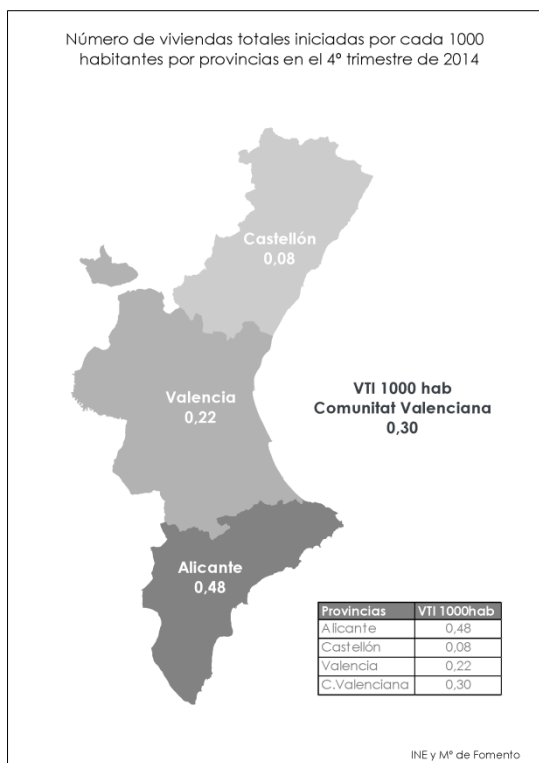 Número de viviendas totales iniciadas por cada 1000
habitantes por provincias en el 4º trimestre de 2014
Castellón
0,08
Valencia
0,22
VTI 1000 hab
Comunitat Valenciana
0,30
Alicante
0,48
Provincias VTI 1000hab
Alicante 0,48
Castellón 0,08
Valencia 0,22
C.Valenciana 0,30
INE y Mº de Fomento